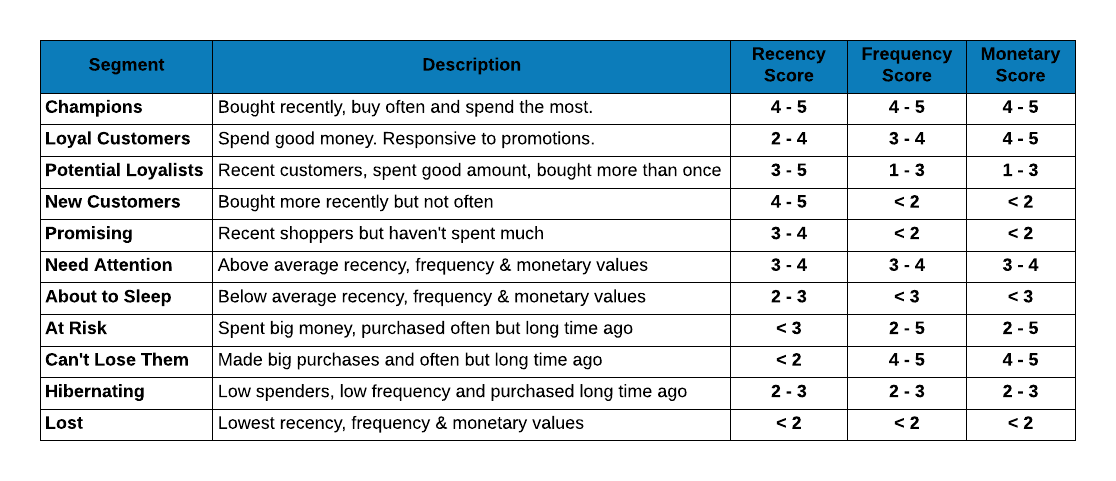 Segment Description Recency Score Frequency Score Monetary Score
Champions Bought recently, buy often and spend the most. 4 - 5 4 - 5 4 - 5
Loyal Customers Spend good money. Responsive to promotions. 2 - 4 3 - 4 4 - 5
Potential Loyalists Recent customers, spent good amount, bought more than once 3 - 5 1 - 3 1 - 3
New Customers Bought more recently but not often 4 - 5 < 2 < 2
Promising Recent shoppers but haven't spent much 3 - 4 < 2 < 2
Need Attention Above average recency, frequency & monetary values 3 - 4 3 - 4 3 - 4
About to Sleep Below average recency, frequency & monetary values 2 - 3 < 3 < 3
At Risk Spent big money, purchased often but long time ago < 3 2 - 5 2 - 5
Can't Lose Them Made big purchases and often but long time ago < 2 4 - 5 4 - 5
Hibernating Low spenders, low frequency and purchased long time ago 2 - 3 2 - 3 2 - 3
Lost Lowest recency, frequency & monetary values < 2 < 2 < 2